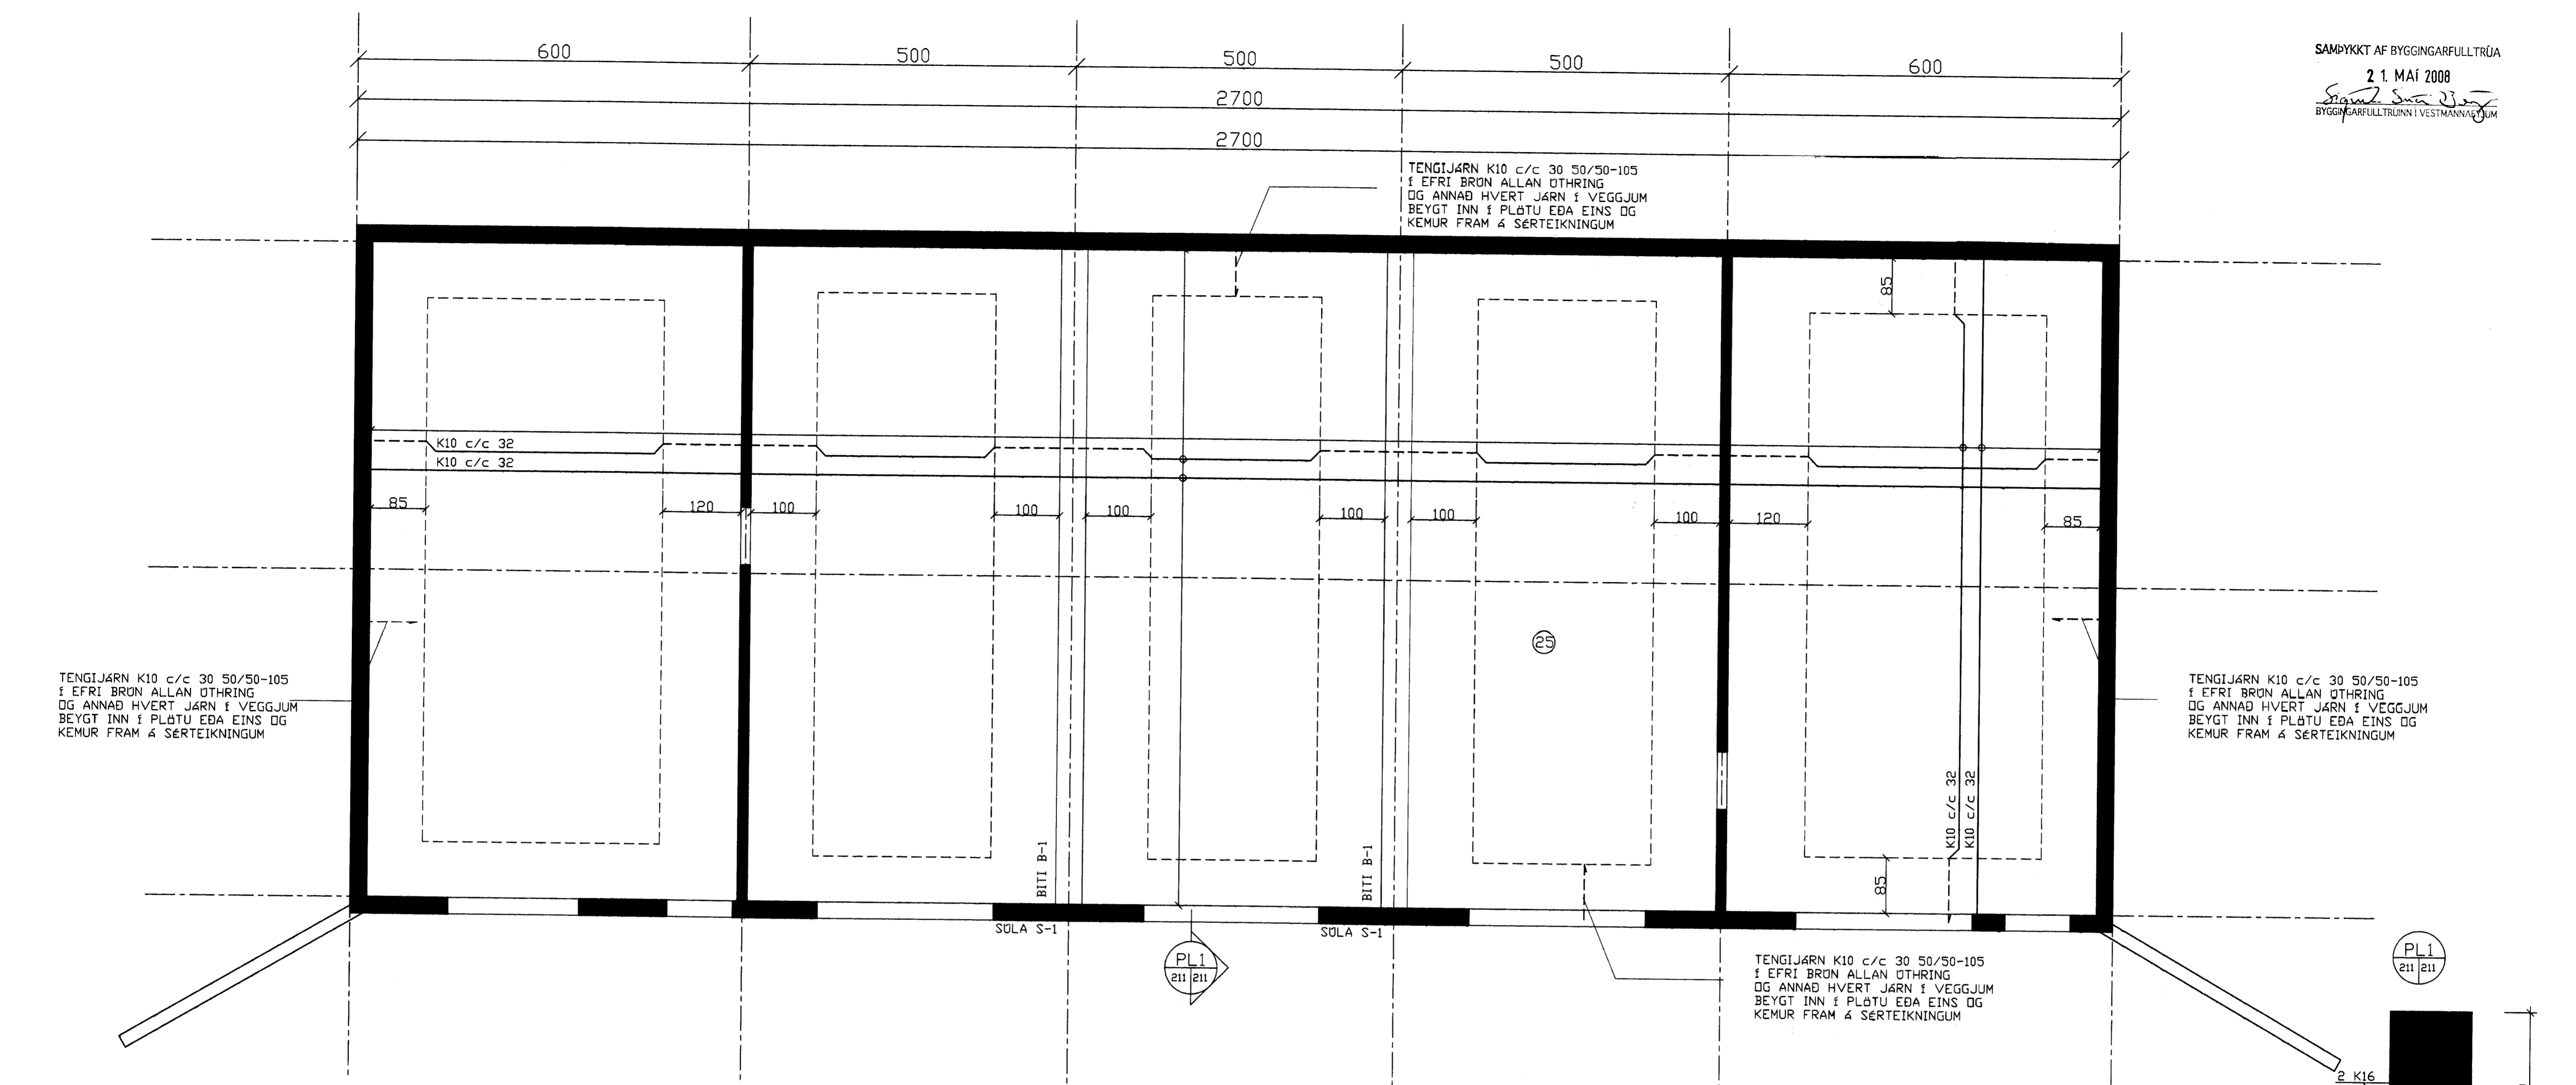 600
500
500
500
600
2700
2700
SAMÞYKKT AF BYGGINGARFULLTRÚA
2 1. MAÍ 2008
BYGGINGARFULLTRÚINN Í VESTMANNAEYJUM
TENGIJÁRN K10 c/c 30 50/50-105
Í EFRI BRÚN ALLAN ÚTHRING
OG ANNAÐ HVERT JÁRN Í VEGGJUM
BEYGT INN Í PLÖTU EÐA EINS OG
KEMUR FRAM Á SÉRTEIKNINGUM
85
K10 c/c 32
K10 c/c 32
85
120
100
100
100
100
100
100
120
85
25
TENGIJÁRN K10 c/c 30 50/50-105
Í EFRI BRÚN ALLAN ÚTHRING
OG ANNAÐ HVERT JÁRN Í VEGGJUM
BEYGT INN Í PLÖTU EÐA EINS OG
KEMUR FRAM Á SÉRTEIKNINGUM
TENGIJÁRN K10 c/c 30 50/50-105
Í EFRI BRÚN ALLAN ÚTHRING
OG ANNAÐ HVERT JÁRN Í VEGGJUM
BEYGT INN Í PLÖTU EÐA EINS OG
KEMUR FRAM Á SÉRTEIKNINGUM
K10 c/c 32
K10 c/c 32
BITI B-1
BITI B-1
85
SÚLA S-1
SÚLA S-1
PL1
211 211
TENGIJÁRN K10 c/c 30 50/50-105
Í EFRI BRÚN ALLAN ÚTHRING
OG ANNAÐ HVERT JÁRN Í VEGGJUM
BEYGT INN Í PLÖTU EÐA EINS OG
KEMUR FRAM Á SÉRTEIKNINGUM
PL1
211 211
2 K16